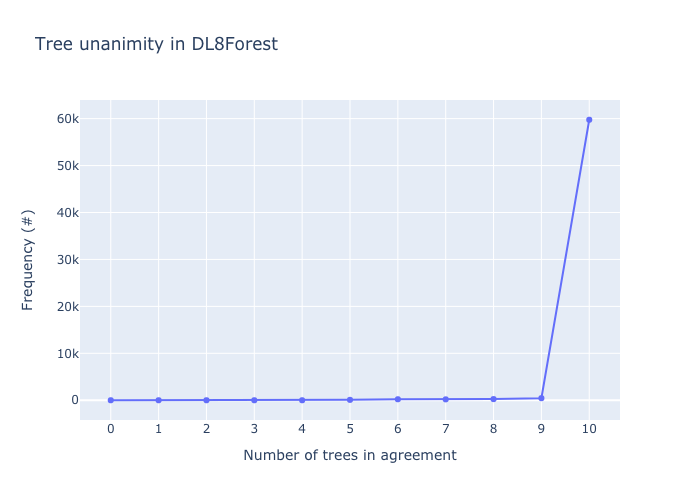 Tree unanimity in DL8Forest
Frequency (#)
60k
50k
40k
30k
20k
10k
0
0 1 2 3 4 5 6 7 8 9 10
Number of trees in agreement